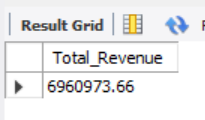 Result Grid
Total_Revenue
6960973.66